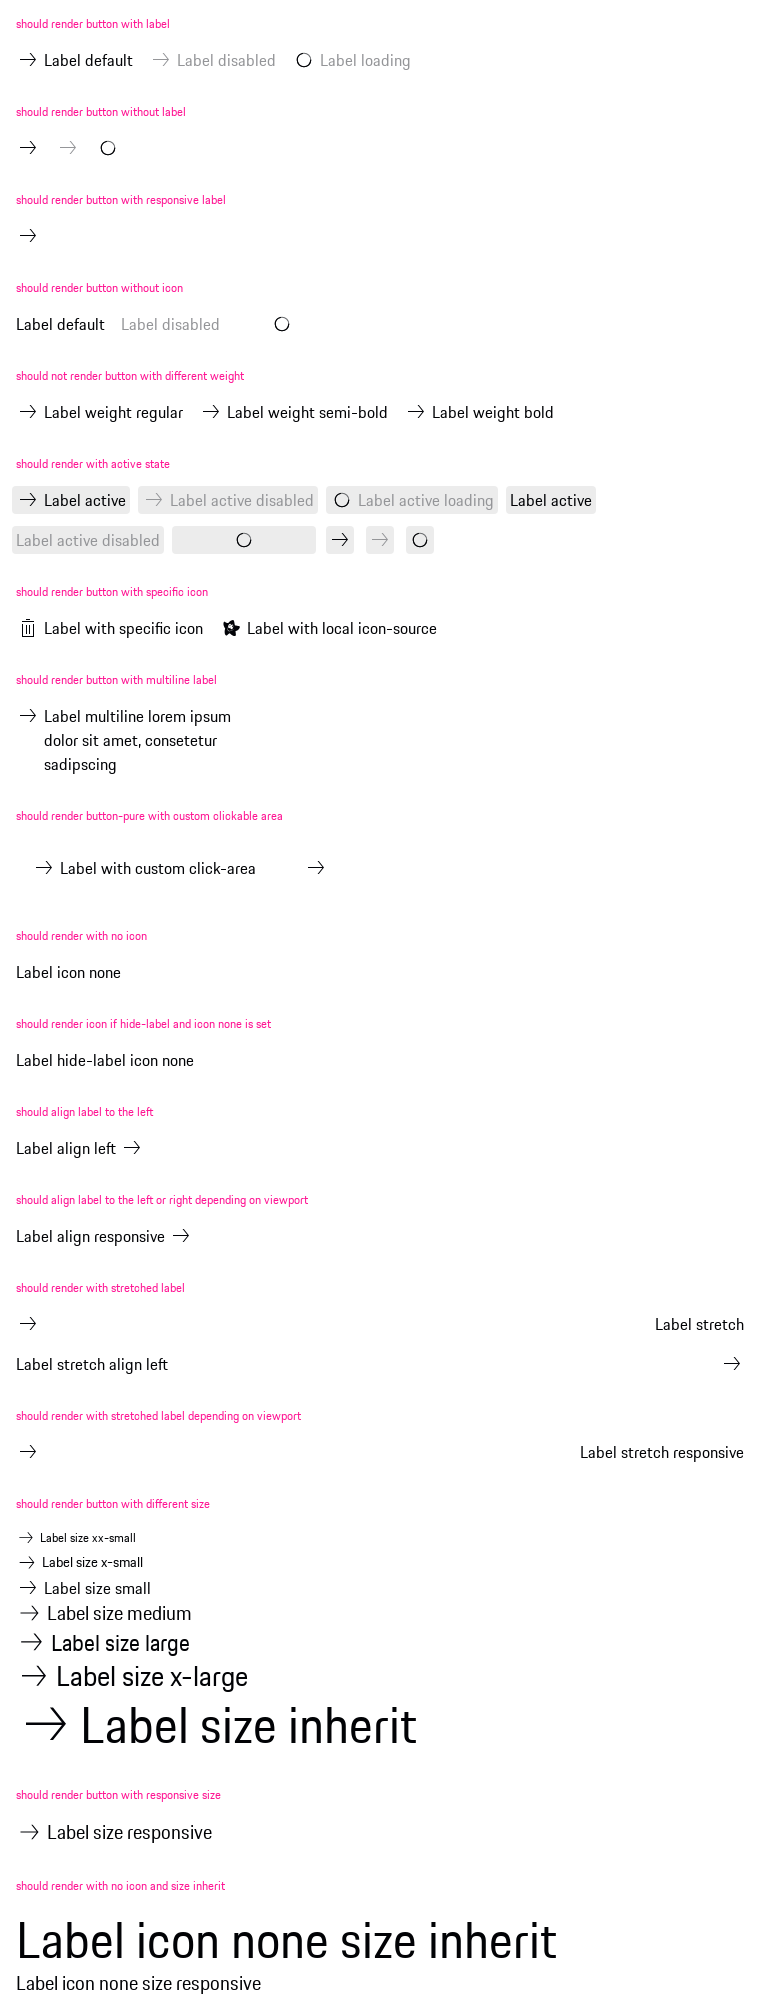 should render button with label
Label default Label disabled Label loading
should render button without label
should render button with responsive label
should render button without icon
Label default Label disabled
should not render button with different weight
Label weight regular Label weight semi-bold Label weight bold
should render with active state
Label active Label active disabled Label active loading Label active
Label active disabled
should render button with specific icon
Label with specific icon Label with local icon-source
should render button with multiline label
Label multiline lorem ipsum
dolor sit amet, consetetur
sadipscing
should render button-pure with custom clickable area
Label with custom click-area
should render with no icon
Label icon none
should render icon if hide-label and icon none is set
Label hide-label icon none
should align label to the left
Label align left
should align label to the left or right depending on viewport
Label align responsive
should render with stretched label
Label stretch
Label stretch align left
should render with stretched label depending on viewport
Label stretch responsive
should render button with different size
Label size xx-small
Label size x-small
Label size small
Label size medium
Label size large
Label size x-large
Label size inherit
should render button with responsive size
Label size responsive
should render with no icon and size inherit
Label icon none size inherit
Label icon none size responsive